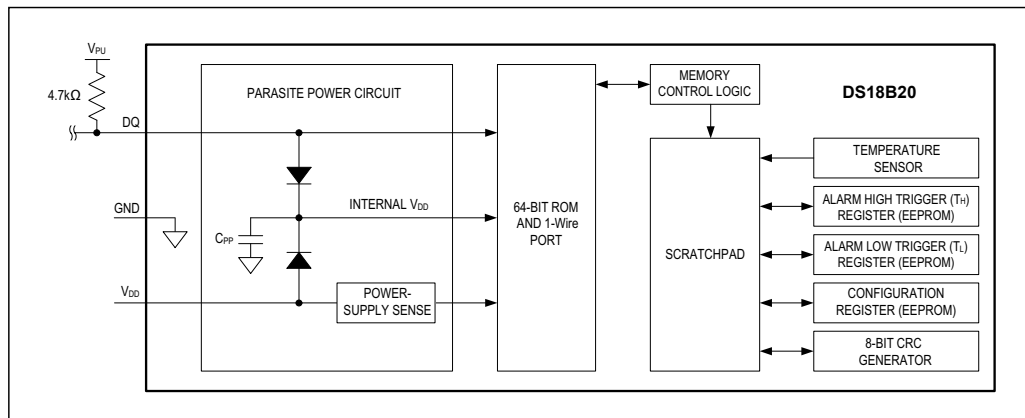 VPU
4.7kΩ
DQ
GND
VDD
PARASITE POWER CIRCUIT
INTERNAL VDD
CPP
POWER-
SUPPLY SENSE
64-BIT ROM
AND 1-Wire
PORT
MEMORY
CONTROL LOGIC
SCRATCHPAD
DS18B20
TEMPERATURE
SENSOR
ALARM HIGH TRIGGER (TH)
REGISTER (EEPROM)
ALARM LOW TRIGGER (TL)
REGISTER (EEPROM)
CONFIGURATION
REGISTER (EEPROM)
8-BIT CRC
GENERATOR